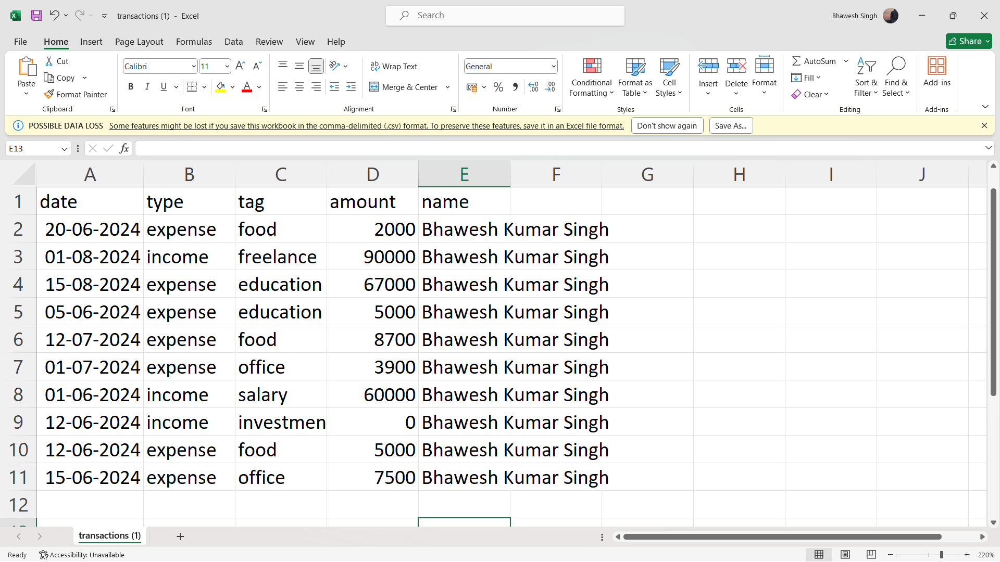 transactions (1) - Excel
Search
Bhawesh Singh
File Home Insert Page Layout Formulas Data Review View Help
Share
Paste
Cut
Copy
Format Painter
Clipboard
Calibri 11
B I U
Font
Wrap Text
Merge & Center
Alignment
General
Number
Conditional Formatting
Format as Table
Cell Styles
Styles
Insert Delete Format
Cells
AutoSum
Fill
Clear
Sort & Filter
Find & Select
Editing
Add-ins
Add-ins
POSSIBLE DATA LOSS Some features might be lost if you save this workbook in the comma-delimited (.csv) format. To preserve these features, save it in an Excel file format. Don't show again Save As...
E13 fx
A B C D E F G H I J
1 date type tag amount name
2 20-06-2024 expense food 2000 Bhawesh Kumar Singh
3 01-08-2024 income freelance 90000 Bhawesh Kumar Singh
4 15-08-2024 expense education 67000 Bhawesh Kumar Singh
5 05-06-2024 expense education 5000 Bhawesh Kumar Singh
6 12-07-2024 expense food 8700 Bhawesh Kumar Singh
7 01-07-2024 expense office 3900 Bhawesh Kumar Singh
8 01-06-2024 income salary 60000 Bhawesh Kumar Singh
9 12-06-2024 income investmen 0 Bhawesh Kumar Singh
10 12-06-2024 expense food 5000 Bhawesh Kumar Singh
11 15-06-2024 expense office 7500 Bhawesh Kumar Singh
12
transactions (1)
Ready Accessibility: Unavailable 220%